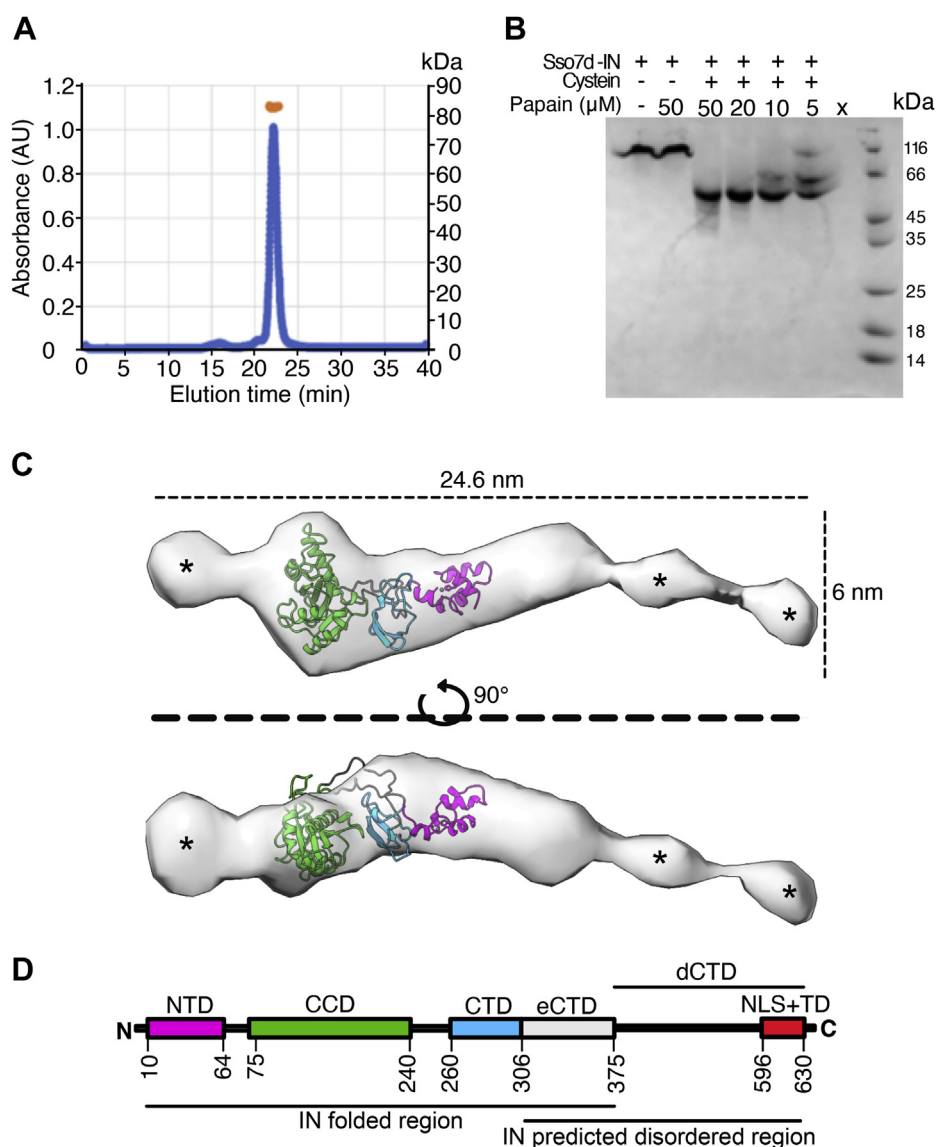 A
kDa
1.2
1.0
0.8
0.6
0.4
0.2
0
Absorbance (AU)
90
80
70
60
50
40
30
20
10
0
0 5 10 15 20 25 30 35 40
Elution time (min)
B
Sso7d-IN + + + + + +
Cystein - - + + + +
Papain (µM) - 50 50 20 10 5 x kDa
116
66
45
35
25
18
14
C
24.6 nm
* * *
6 nm
90°
* * *
D
dCTD
NTD CCD CTD eCTD NLS+TD
N C
10 64 75 240 260 306 375 596 630
IN folded region
IN predicted disordered region